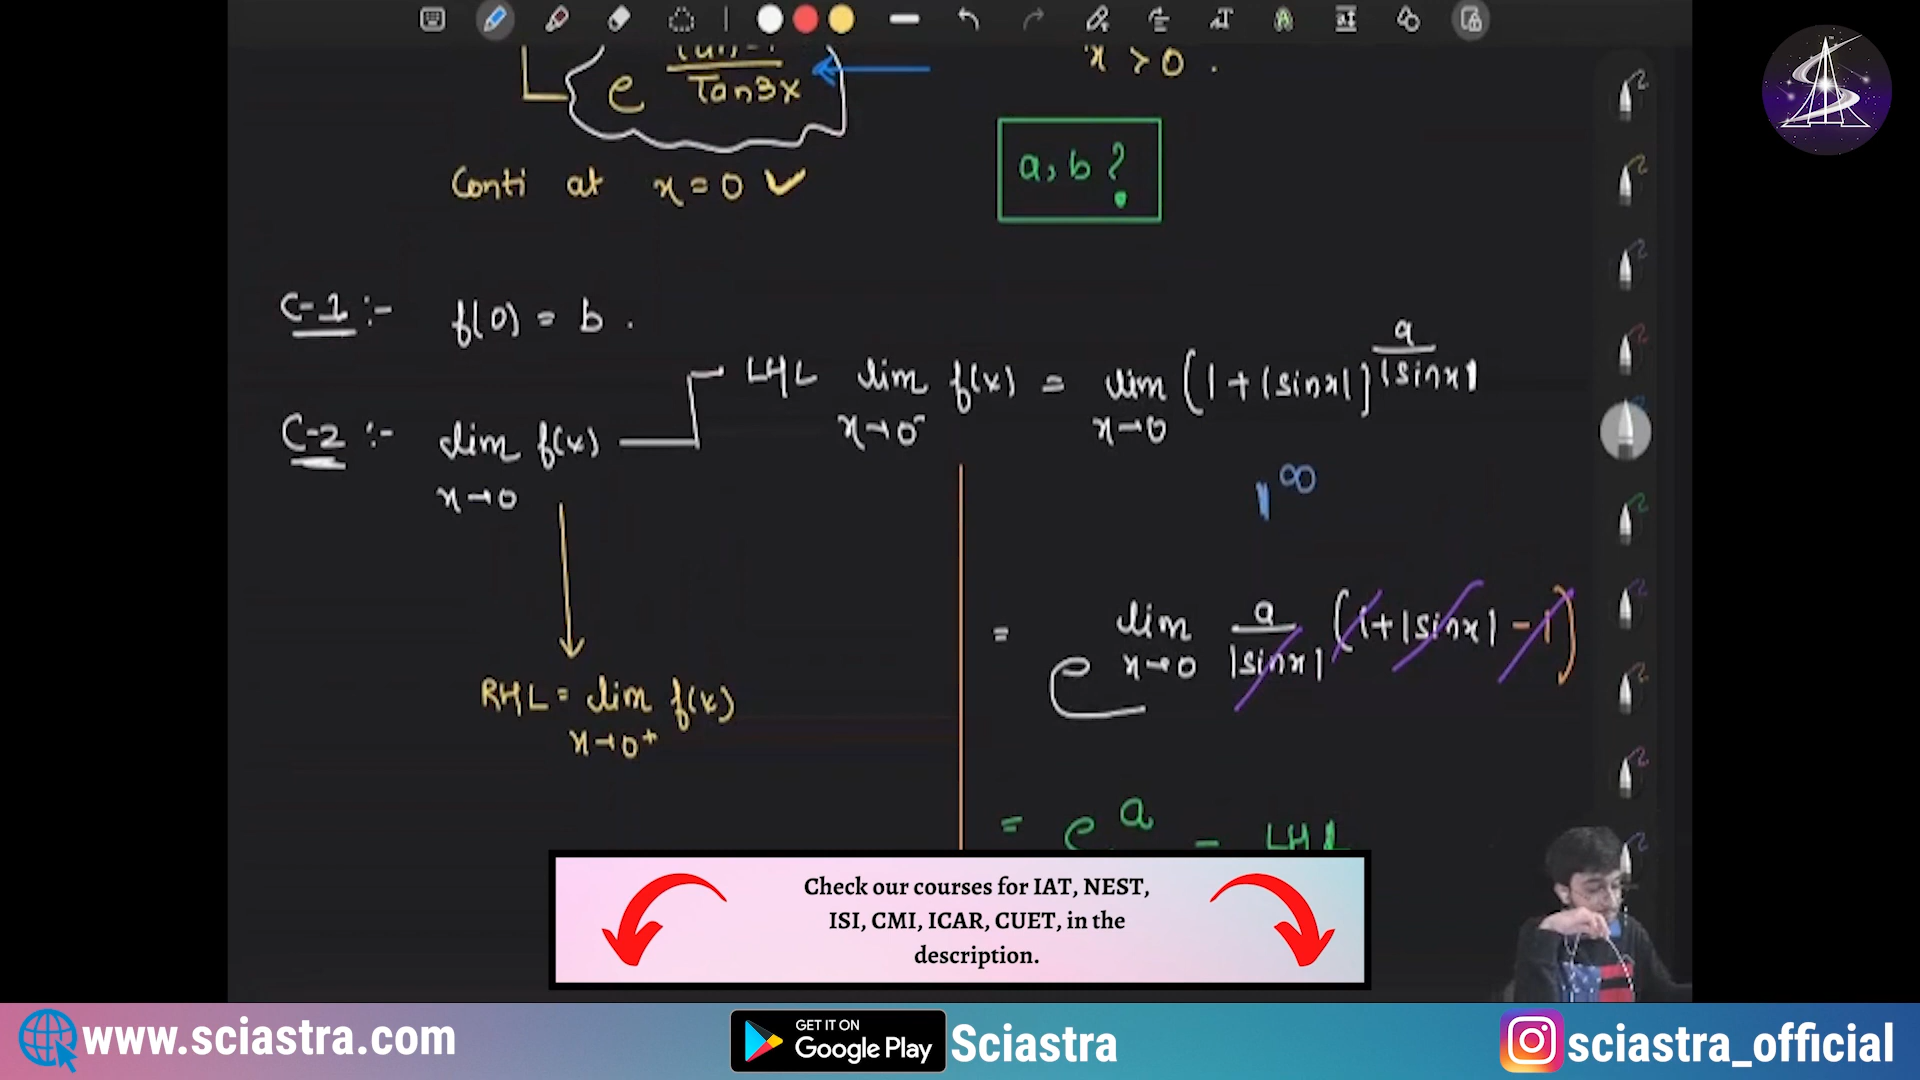 e^(Tan3x)
x > 0 .
Conti at x = 0 ✓
a, b ?
C-1 :- f(0) = b .
C-2 :- lim x→0 f(x)
LHL lim x→0⁻ f(x) = lim x→0 (1 + |sinx|)^(a/|sinx|)
1^∞
= e^(lim x→0 a/|sinx| (1 + |sinx| - 1))
RHL = lim x→0⁺ f(x)
= e^a = LHL
Check our courses for IAT, NEST,
ISI, CMI, ICAR, CUET, in the
description.
www.sciastra.com
GET IT ON
Google Play
Sciastra
sciastra_official